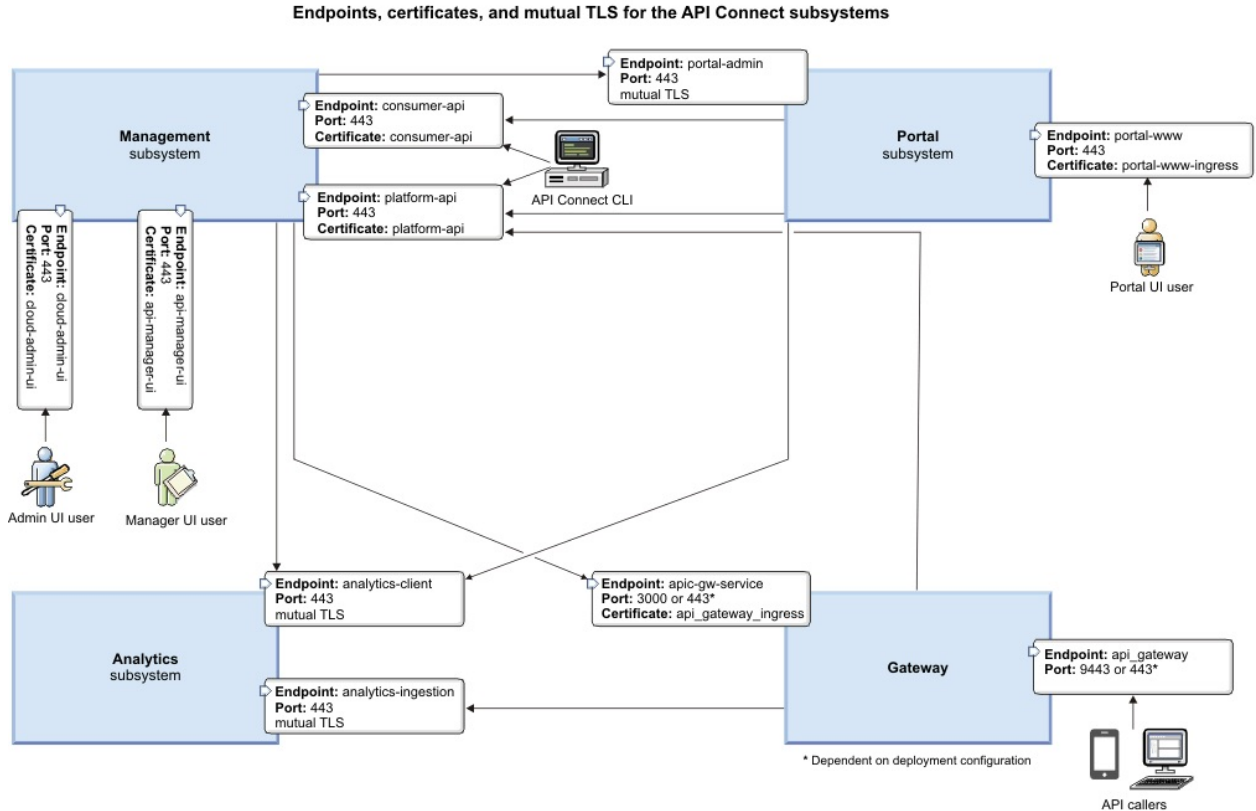 Endpoints, certificates, and mutual TLS for the API Connect subsystems
Endpoint: portal-admin
Port: 443
mutual TLS
Endpoint: consumer-api
Port: 443
Certificate: consumer-api
Management
subsystem
Portal
subsystem
Endpoint: portal-www
Port: 443
Certificate: portal-www-ingress
API Connect CLI
Endpoint: platform-api
Port: 443
Certificate: platform-api
Endpoint: cloud-admin-ui
Port: 443
Certificate: cloud-admin-ui
Endpoint: api-manager-ui
Port: 443
Certificate: api-manager-ui
Portal UI user
Admin UI user
Manager UI user
Endpoint: analytics-client
Port: 443
mutual TLS
Endpoint: apic-gw-service
Port: 3000 or 443*
Certificate: api_gateway_ingress
Analytics
subsystem
Gateway
Endpoint: api_gateway
Port: 9443 or 443*
Endpoint: analytics-ingestion
Port: 443
mutual TLS
* Dependent on deployment configuration
API callers